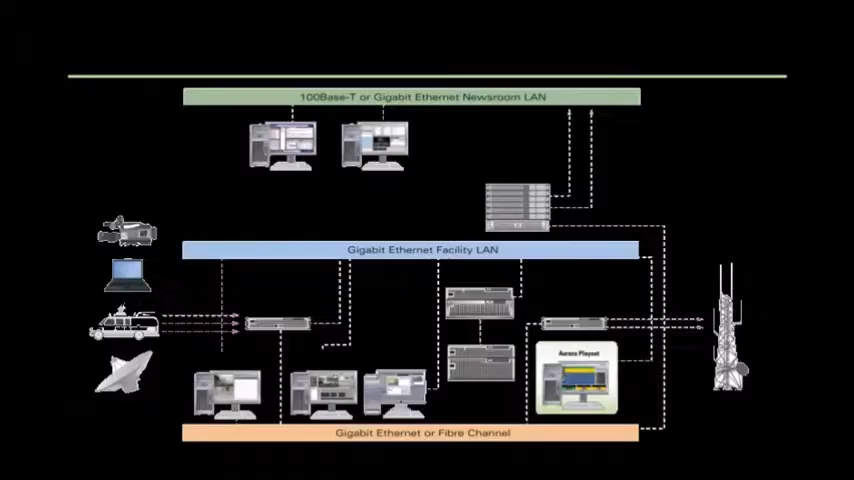 100Base-T or Gigabit Ethernet Newsroom LAN
Gigabit Ethernet Facility LAN
Aurora Playout
Gigabit Ethernet or Fibre Channel